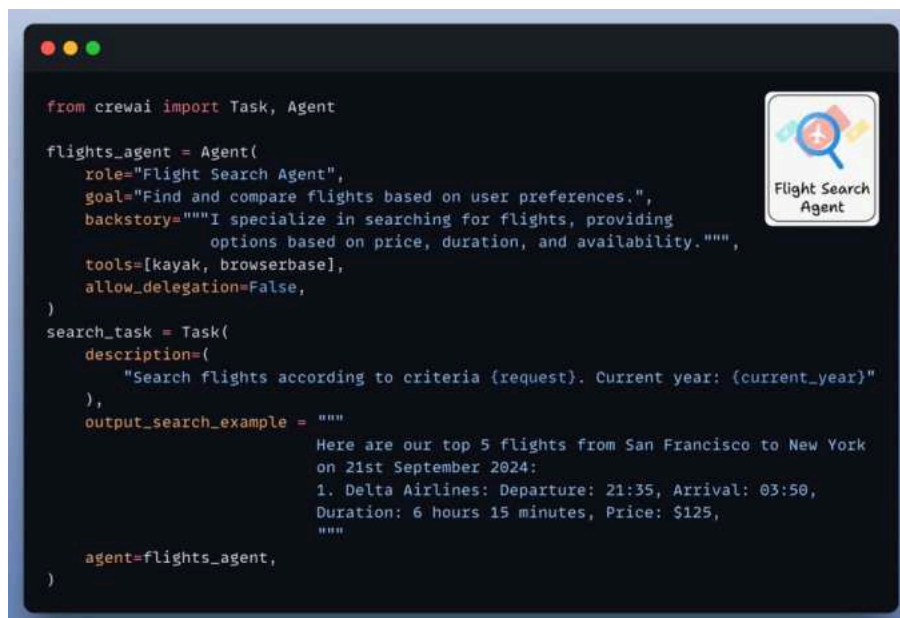 from crewai import Task, Agent
flights_agent = Agent(
    role="Flight Search Agent",
    goal="Find and compare flights based on user preferences.",
    backstory="""I specialize in searching for flights, providing
              options based on price, duration, and availability.""",
    tools=[kayak, browserbase],
    allow_delegation=False,
)
search_task = Task(
    description=(
        "Search flights according to criteria {request}. Current year: {current_year}"
    ),
    output_search_example = """
                          Here are our top 5 flights from San Francisco to New York
                          on 21st September 2024:
                          1. Delta Airlines: Departure: 21:35, Arrival: 03:50,
                          Duration: 6 hours 15 minutes, Price: $125,
                          """
    agent=flights_agent,
)
Flight Search
Agent